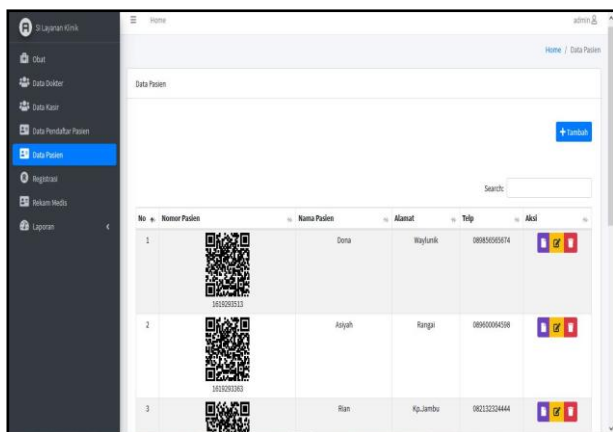 SI Layanan Klinik
Home
admin
Obat
Data Dokter
Data Kasir
Data Pendaftar Pasien
Data Pasien
Registrasi
Rekam Medis
Laporan
Home / Data Pasien
Data Pasien
+Tambah
Search:
No Nomor Pasien Nama Pasien Alamat Telp Aksi
1 Dona Waylunik 089856565674
1619293513
2 Asiyah Rangai 089600064598
1619293383
3 Rian Kp.Jambu 082132324444